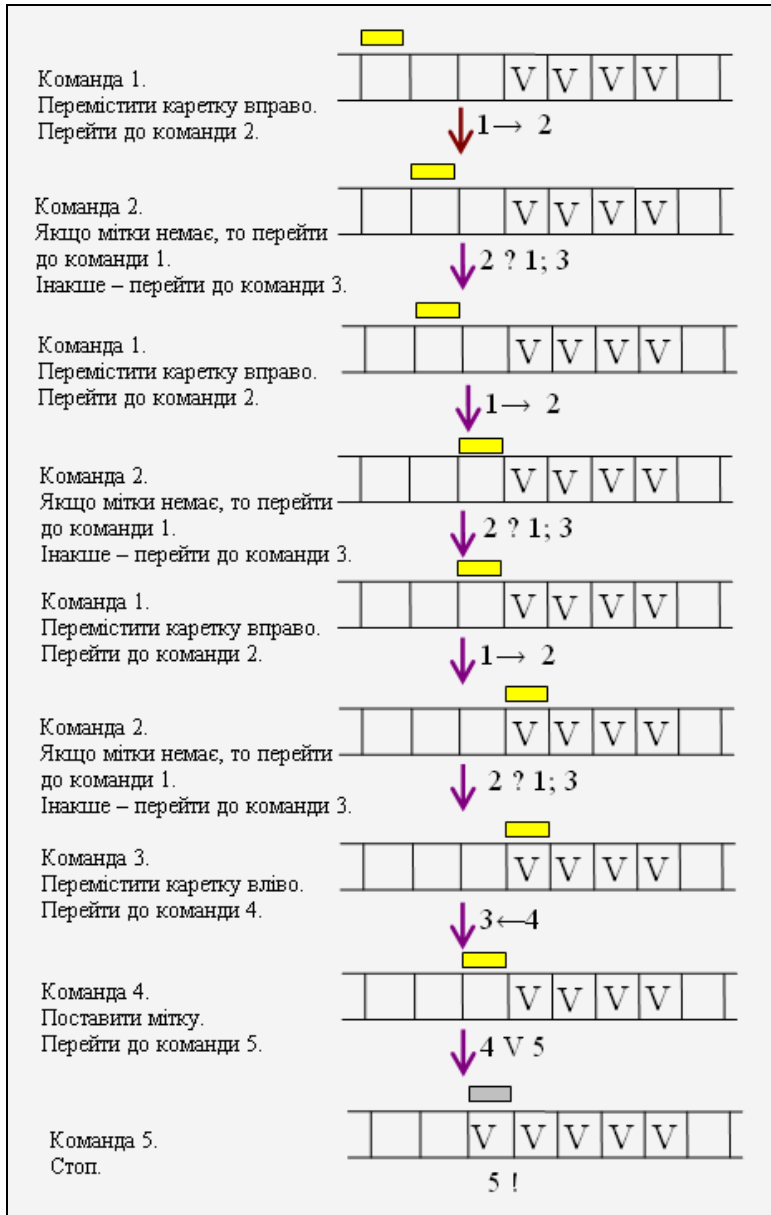 Команда 1.
Перемістити каретку вправо.
Перейти до команди 2.
V V V V
1→ 2
Команда 2.
Якщо мітки немає, то перейти
до команди 1.
Інакше – перейти до команди 3.
V V V V
2 ? 1; 3
Команда 1.
Перемістити каретку вправо.
Перейти до команди 2.
V V V V
1→ 2
Команда 2.
Якщо мітки немає, то перейти
до команди 1.
Інакше – перейти до команди 3.
V V V V
2 ? 1; 3
Команда 1.
Перемістити каретку вправо.
Перейти до команди 2.
V V V V
1→ 2
Команда 2.
Якщо мітки немає, то перейти
до команди 1.
Інакше – перейти до команди 3.
V V V V
2 ? 1; 3
Команда 3.
Перемістити каретку вліво.
Перейти до команди 4.
V V V V
3←4
Команда 4.
Поставити мітку.
Перейти до команди 5.
V V V V
4 V 5
Команда 5.
Стоп.
V V V V V
5 !